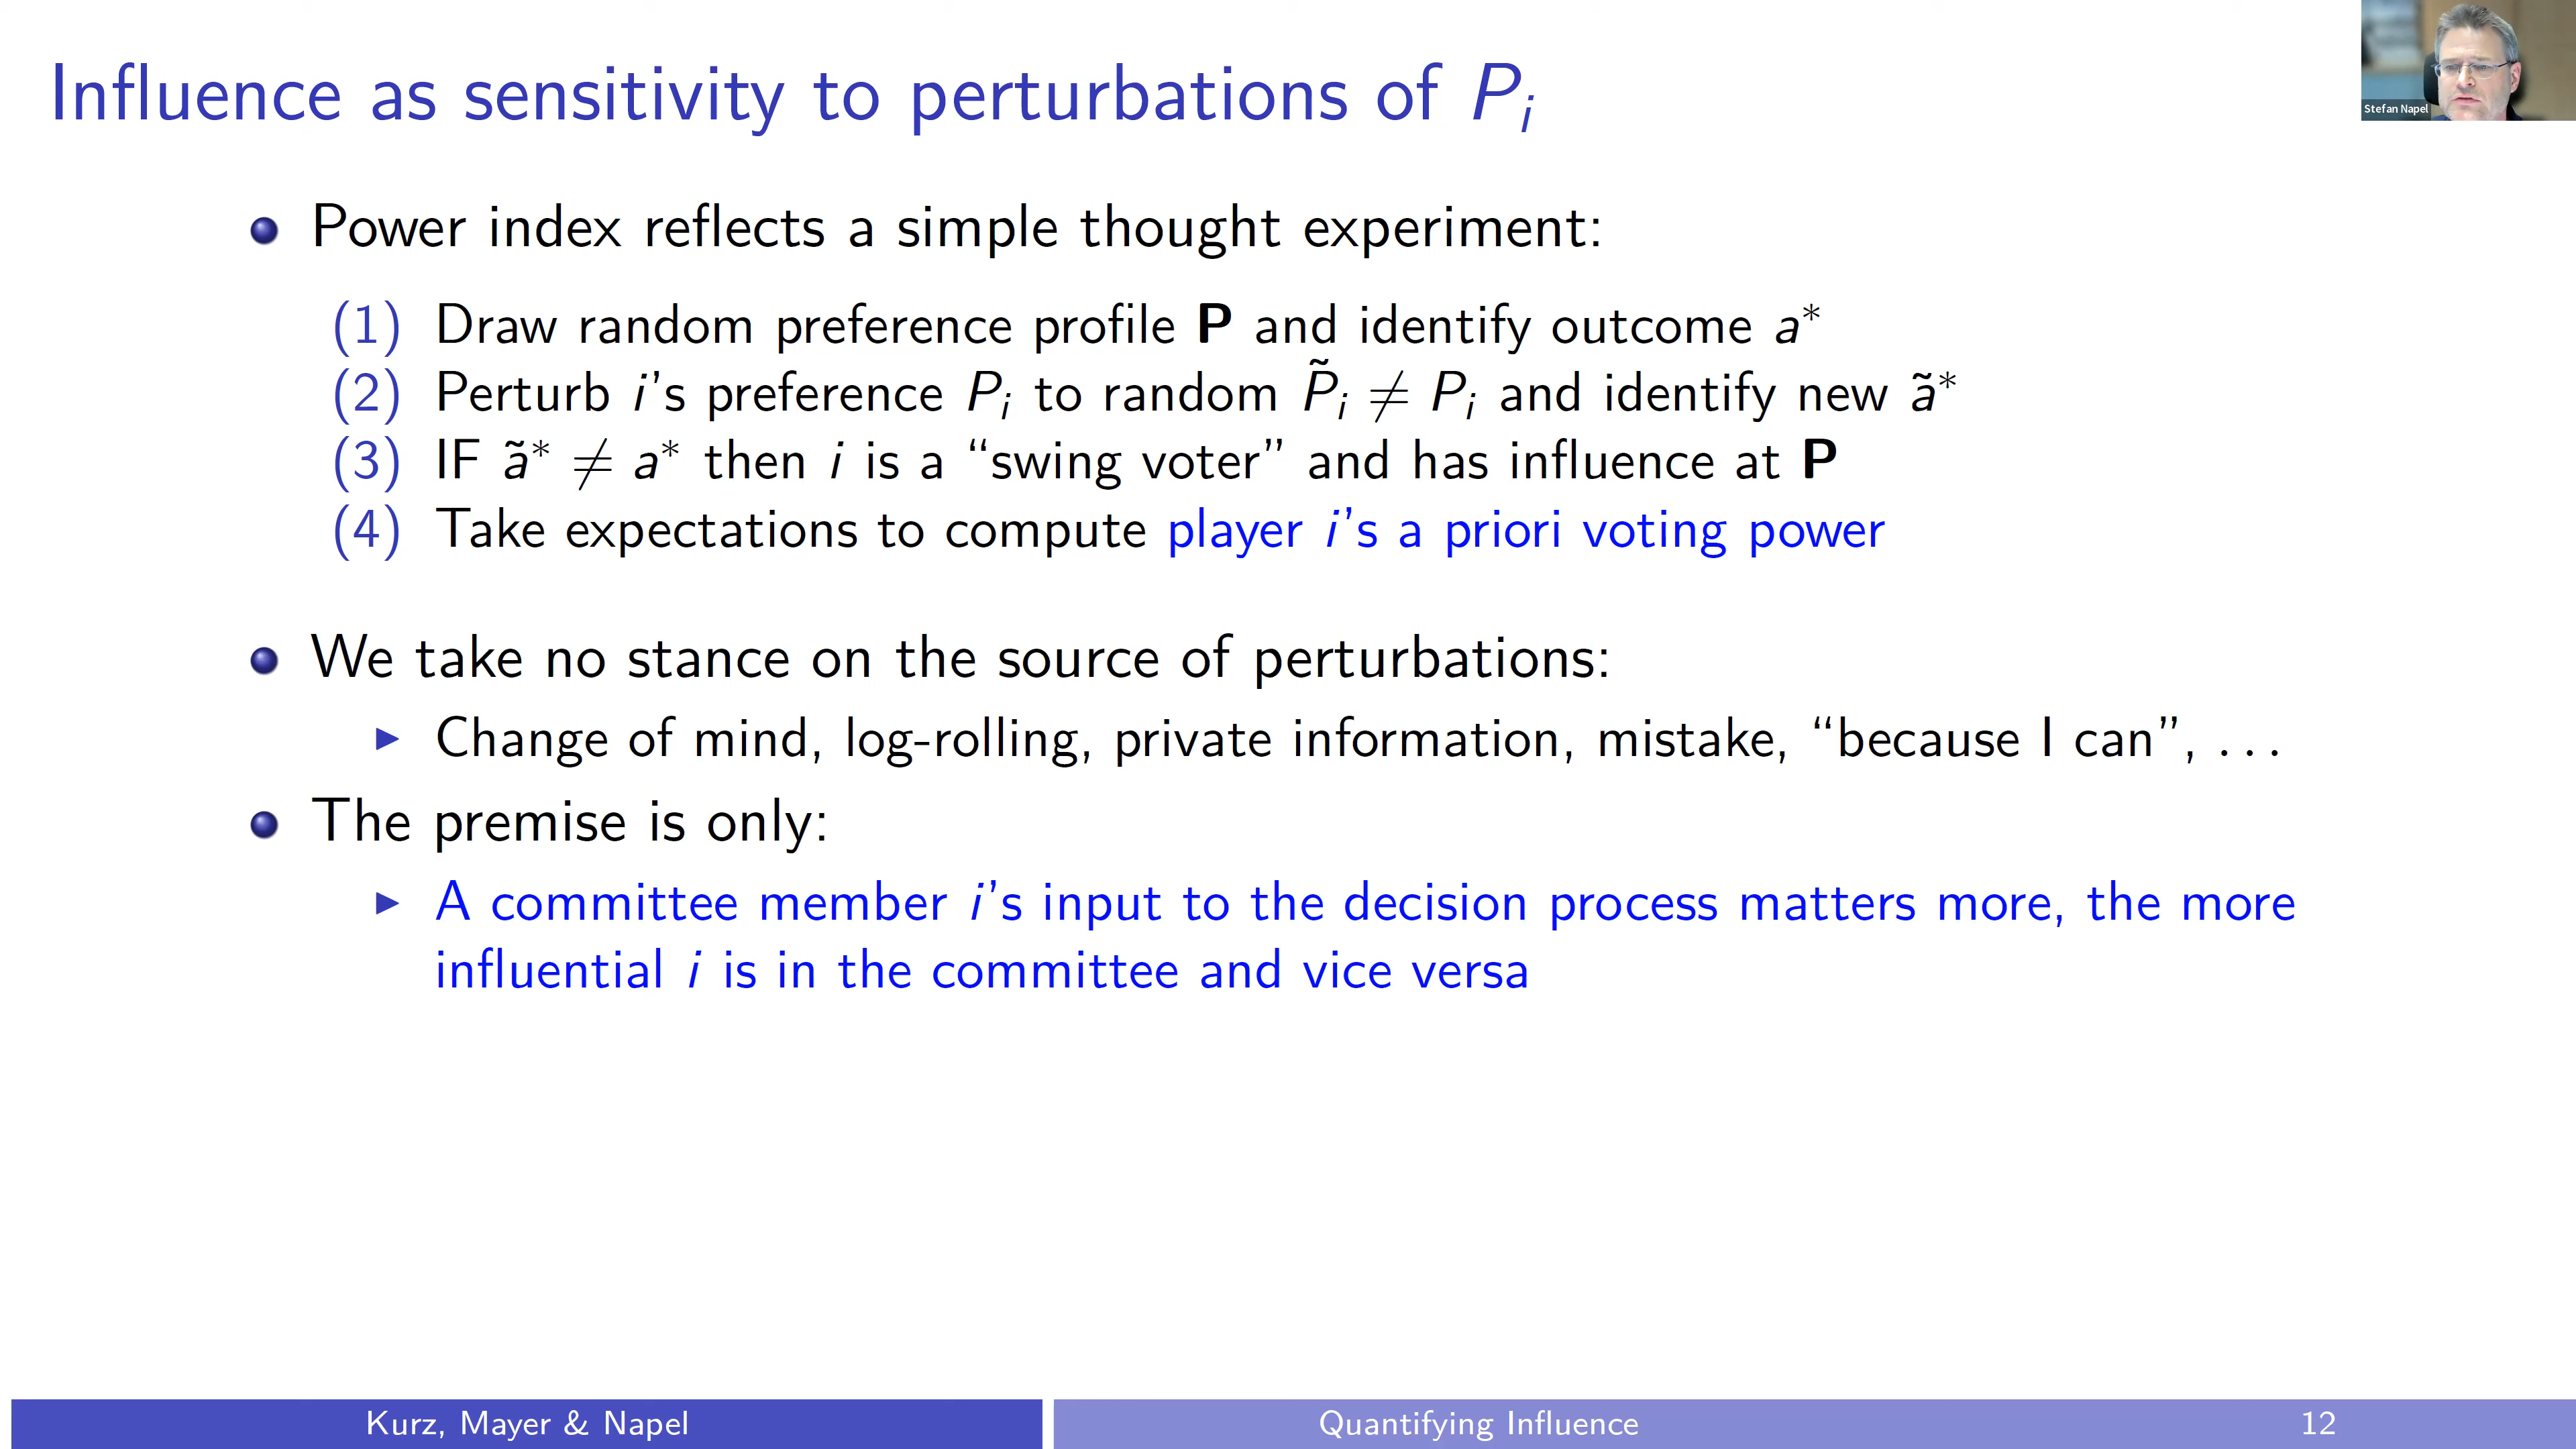 Influence as sensitivity to perturbations of Pᵢ
Stefan Napel
Power index reflects a simple thought experiment:
(1) Draw random preference profile P and identify outcome a*
(2) Perturb i's preference Pᵢ to random P̃ᵢ ≠ Pᵢ and identify new ã*
(3) IF ã* ≠ a* then i is a “swing voter” and has influence at P
(4) Take expectations to compute player i's a priori voting power
We take no stance on the source of perturbations:
Change of mind, log-rolling, private information, mistake, “because I can”, ...
The premise is only:
A committee member i's input to the decision process matters more, the more
influential i is in the committee and vice versa
Kurz, Mayer & Napel
Quantifying Influence
12